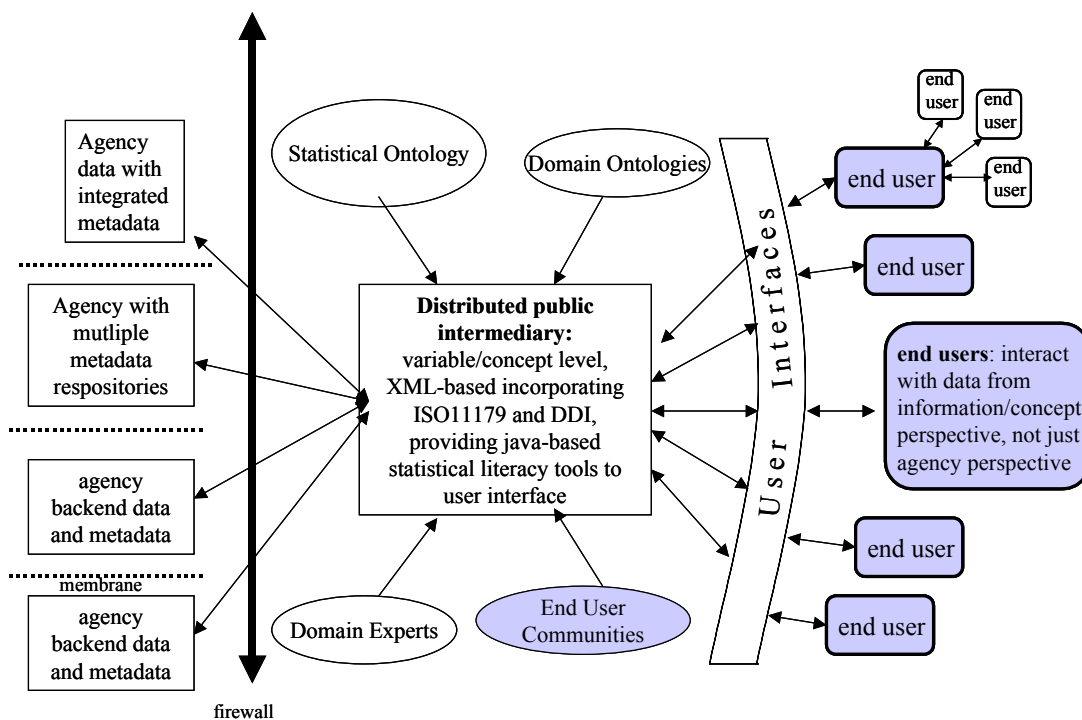 Agency
data with
integrated
metadata
Agency with
mutliple
metadata
respositories
agency
backend data
and metadata
membrane
agency
backend data
and metadata
firewall
Statistical Ontology
Domain Ontologies
Distributed public
intermediary:
variable/concept level,
XML-based incorporating
ISO11179 and DDI,
providing java-based
statistical literacy tools to
user interface
Domain Experts
End User
Communities
User Interfaces
end
user
end
user
end
user
end user
end user
end users: interact
with data from
information/concept
perspective, not just
agency perspective
end user
end user